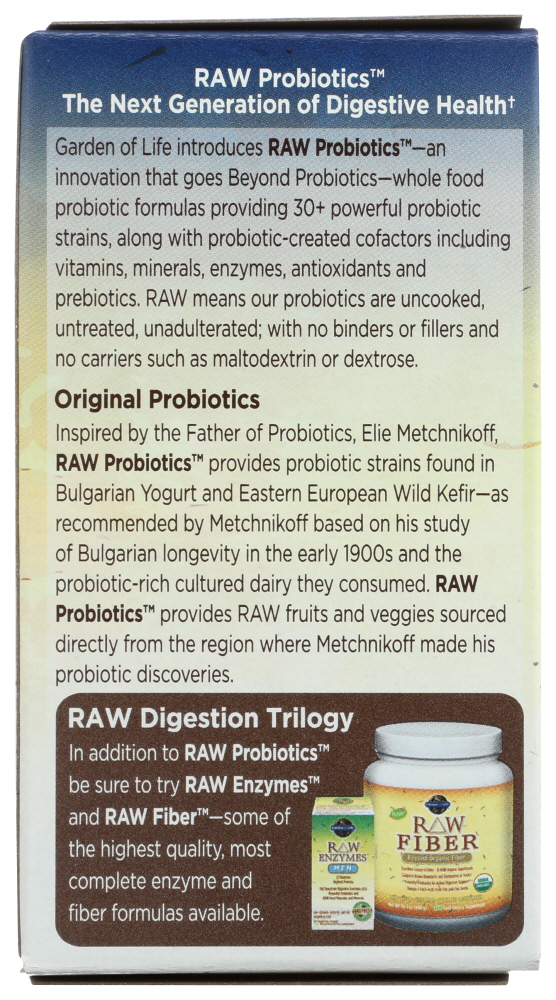 RAW Probiotics™
The Next Generation of Digestive Health†
Garden of Life introduces RAW Probiotics™—an
innovation that goes Beyond Probiotics—whole food
probiotic formulas providing 30+ powerful probiotic
strains, along with probiotic-created cofactors including
vitamins, minerals, enzymes, antioxidants and
prebiotics. RAW means our probiotics are uncooked,
untreated, unadulterated; with no binders or fillers and
no carriers such as maltodextrin or dextrose.
Original Probiotics
Inspired by the Father of Probiotics, Elie Metchnikoff,
RAW Probiotics™ provides probiotic strains found in
Bulgarian Yogurt and Eastern European Wild Kefir—as
recommended by Metchnikoff based on his study
of Bulgarian longevity in the early 1900s and the
probiotic-rich cultured dairy they consumed. RAW
Probiotics™ provides RAW fruits and veggies sourced
directly from the region where Metchnikoff made his
probiotic discoveries.
RAW Digestion Trilogy
In addition to RAW Probiotics™
be sure to try RAW Enzymes™
and RAW Fiber™—some of
the highest quality, most
complete enzyme and
fiber formulas available.
RAW
ENZYMES
MEN
RAW
FIBER
Beyond Organic Fiber